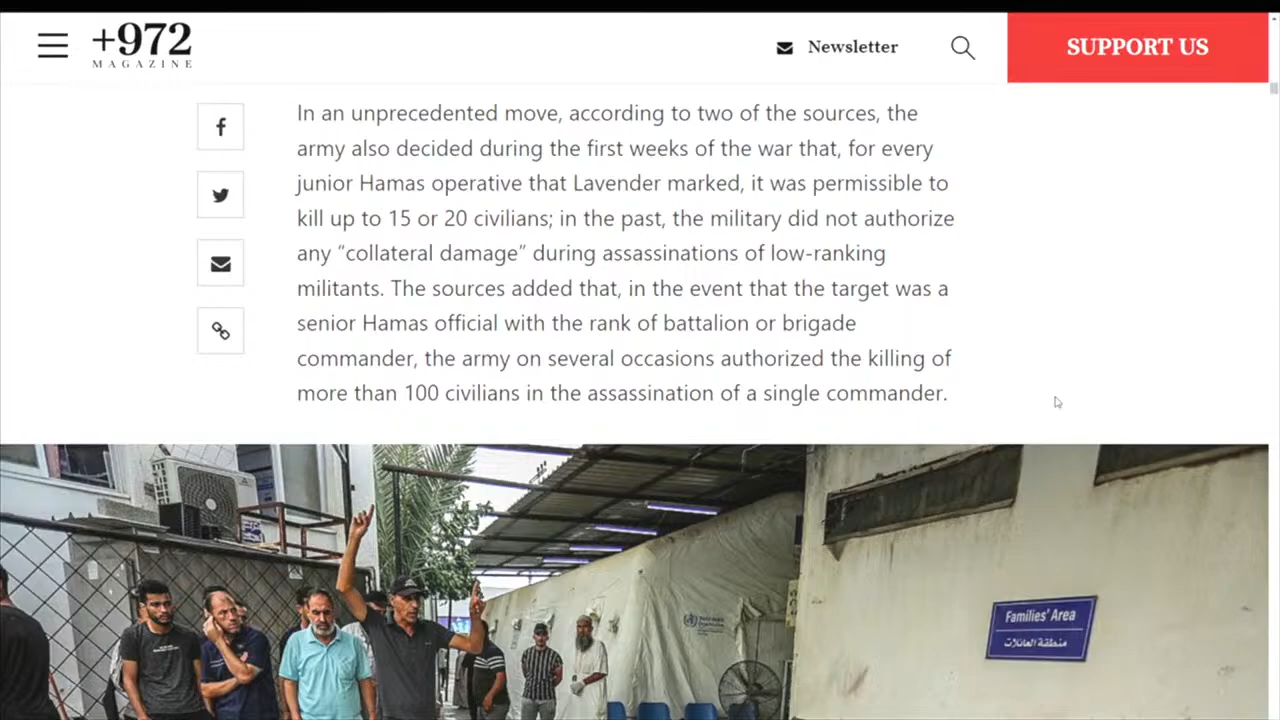 +972
MAGAZINE
Newsletter
SUPPORT US
In an unprecedented move, according to two of the sources, the
army also decided during the first weeks of the war that, for every
junior Hamas operative that Lavender marked, it was permissible to
kill up to 15 or 20 civilians; in the past, the military did not authorize
any “collateral damage” during assassinations of low-ranking
militants. The sources added that, in the event that the target was a
senior Hamas official with the rank of battalion or brigade
commander, the army on several occasions authorized the killing of
more than 100 civilians in the assassination of a single commander.
World Health
Organization
Families' Area
منطقة العائلات